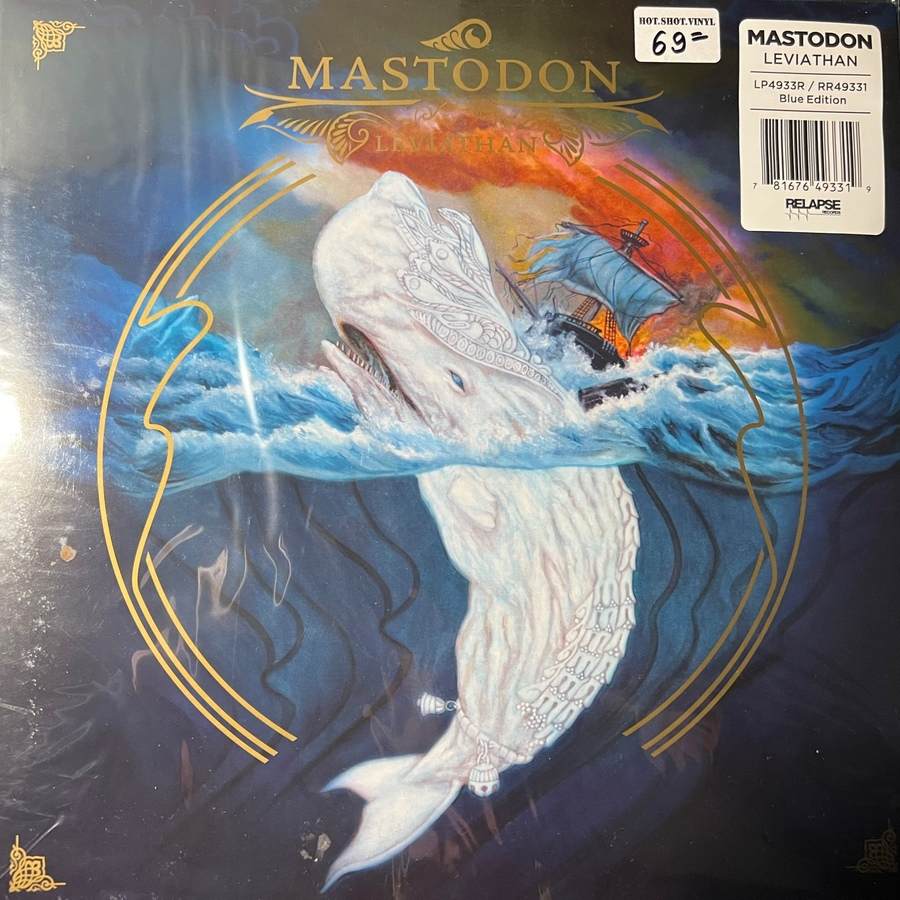 HOT.SHOT.VINYL
69=
MASTODON
LEVIATHAN
MASTODON
LEVIATHAN
LP4933R / RR49331
Blue Edition
7 81676 49331 9
RELAPSE
RECORDS